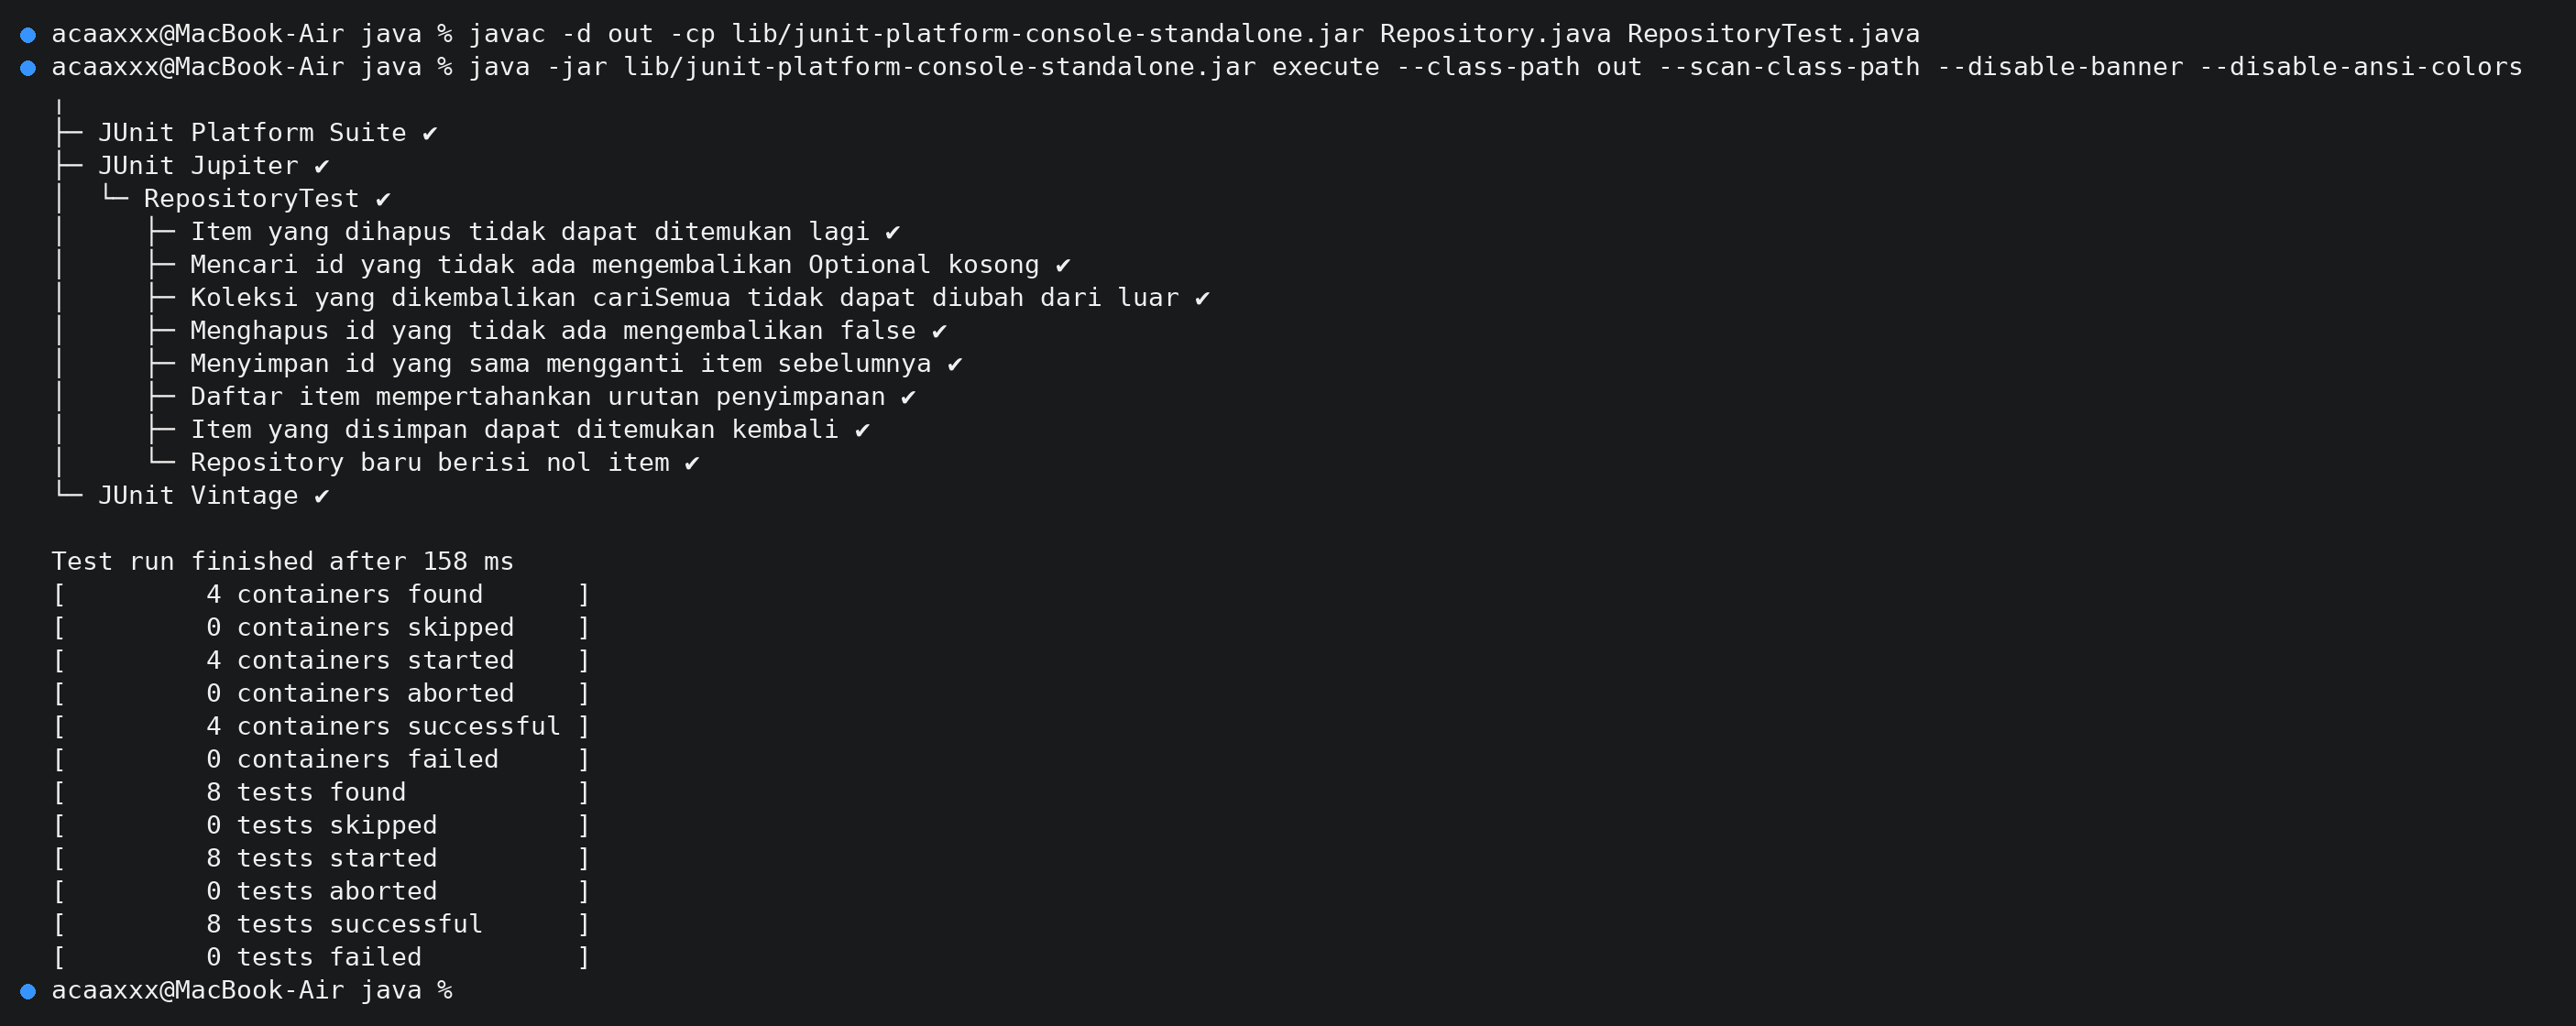 acaaxxx@MacBook-Air java % javac -d out -cp lib/junit-platform-console-standalone.jar Repository.java RepositoryTest.java
acaaxxx@MacBook-Air java % java -jar lib/junit-platform-console-standalone.jar execute --class-path out --scan-class-path --disable-banner --disable-ansi-colors
╷
├─ JUnit Platform Suite ✔
├─ JUnit Jupiter ✔
│  └─ RepositoryTest ✔
│     ├─ Item yang dihapus tidak dapat ditemukan lagi ✔
│     ├─ Mencari id yang tidak ada mengembalikan Optional kosong ✔
│     ├─ Koleksi yang dikembalikan cariSemua tidak dapat diubah dari luar ✔
│     ├─ Menghapus id yang tidak ada mengembalikan false ✔
│     ├─ Menyimpan id yang sama mengganti item sebelumnya ✔
│     ├─ Daftar item mempertahankan urutan penyimpanan ✔
│     ├─ Item yang disimpan dapat ditemukan kembali ✔
│     └─ Repository baru berisi nol item ✔
└─ JUnit Vintage ✔

Test run finished after 158 ms
[         4 containers found      ]
[         0 containers skipped    ]
[         4 containers started    ]
[         0 containers aborted    ]
[         4 containers successful ]
[         0 containers failed     ]
[         8 tests found           ]
[         0 tests skipped         ]
[         8 tests started         ]
[         0 tests aborted         ]
[         8 tests successful      ]
[         0 tests failed          ]
acaaxxx@MacBook-Air java %